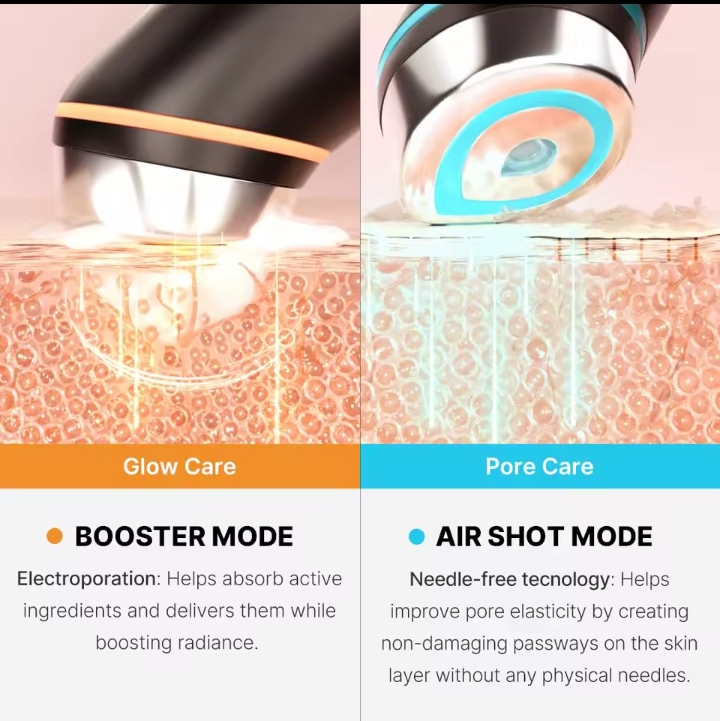 Glow Care
BOOSTER MODE
Electroporation: Helps absorb active
ingredients and delivers them while
boosting radiance.
Pore Care
AIR SHOT MODE
Needle-free tecnology: Helps
improve pore elasticity by creating
non-damaging passways on the skin
layer without any physical needles.